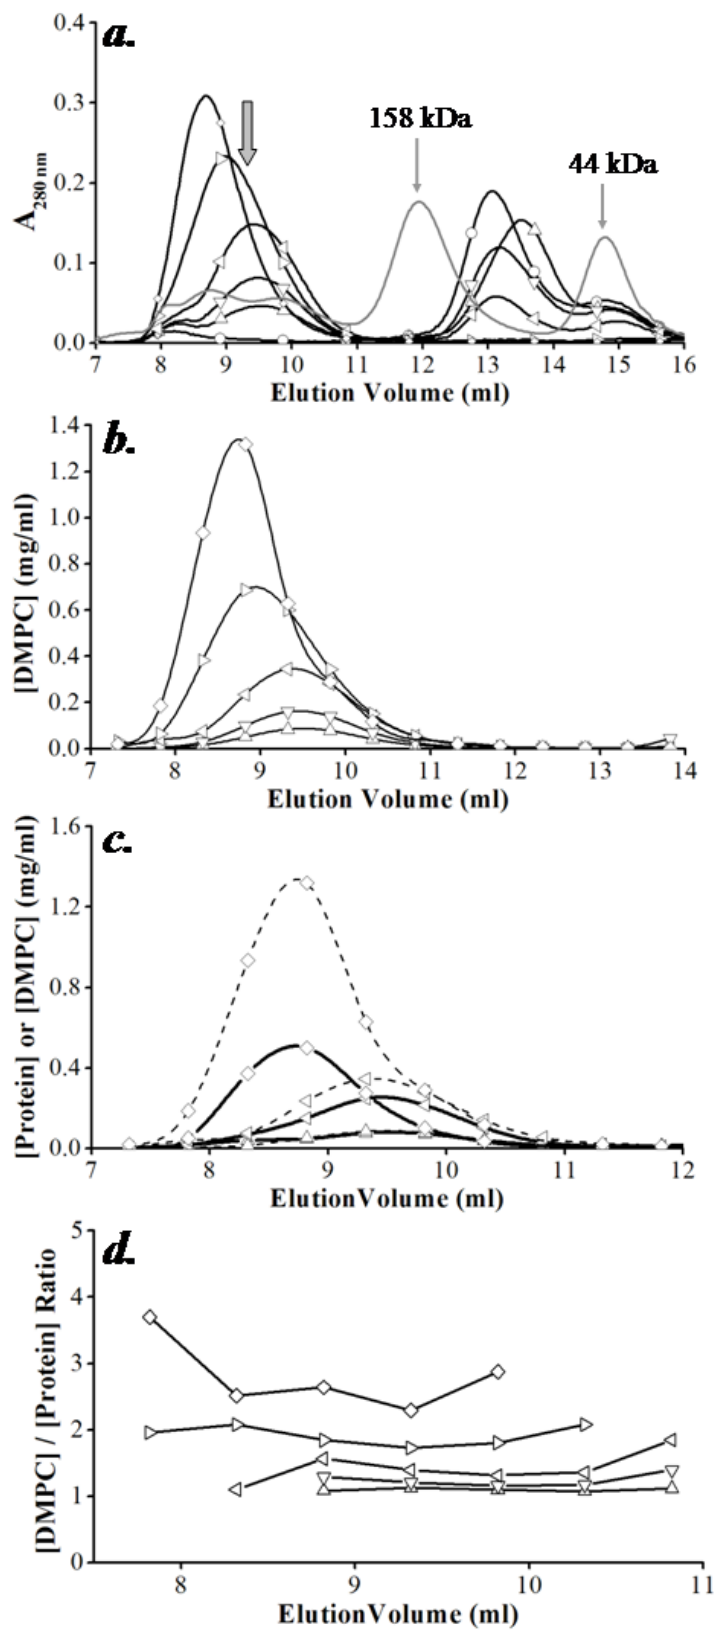 a.
0.4
0.3
0.2
0.1
0.0
A280 nm
158 kDa
44 kDa
7 8 9 10 11 12 13 14 15 16
Elution Volume (ml)
b.
1.4
1.2
1.0
0.8
0.6
0.4
0.2
0.0
[DMPC] (mg/ml)
7 8 9 10 11 12 13 14
Elution Volume (ml)
c.
1.6
1.2
0.8
0.4
0.0
[Protein] or [DMPC] (mg/ml)
7 8 9 10 11 12
ElutionVolume (ml)
d.
5
4
3
2
1
0
[DMPC] / [Protein] Ratio
8 9 10 11
ElutionVolume (ml)